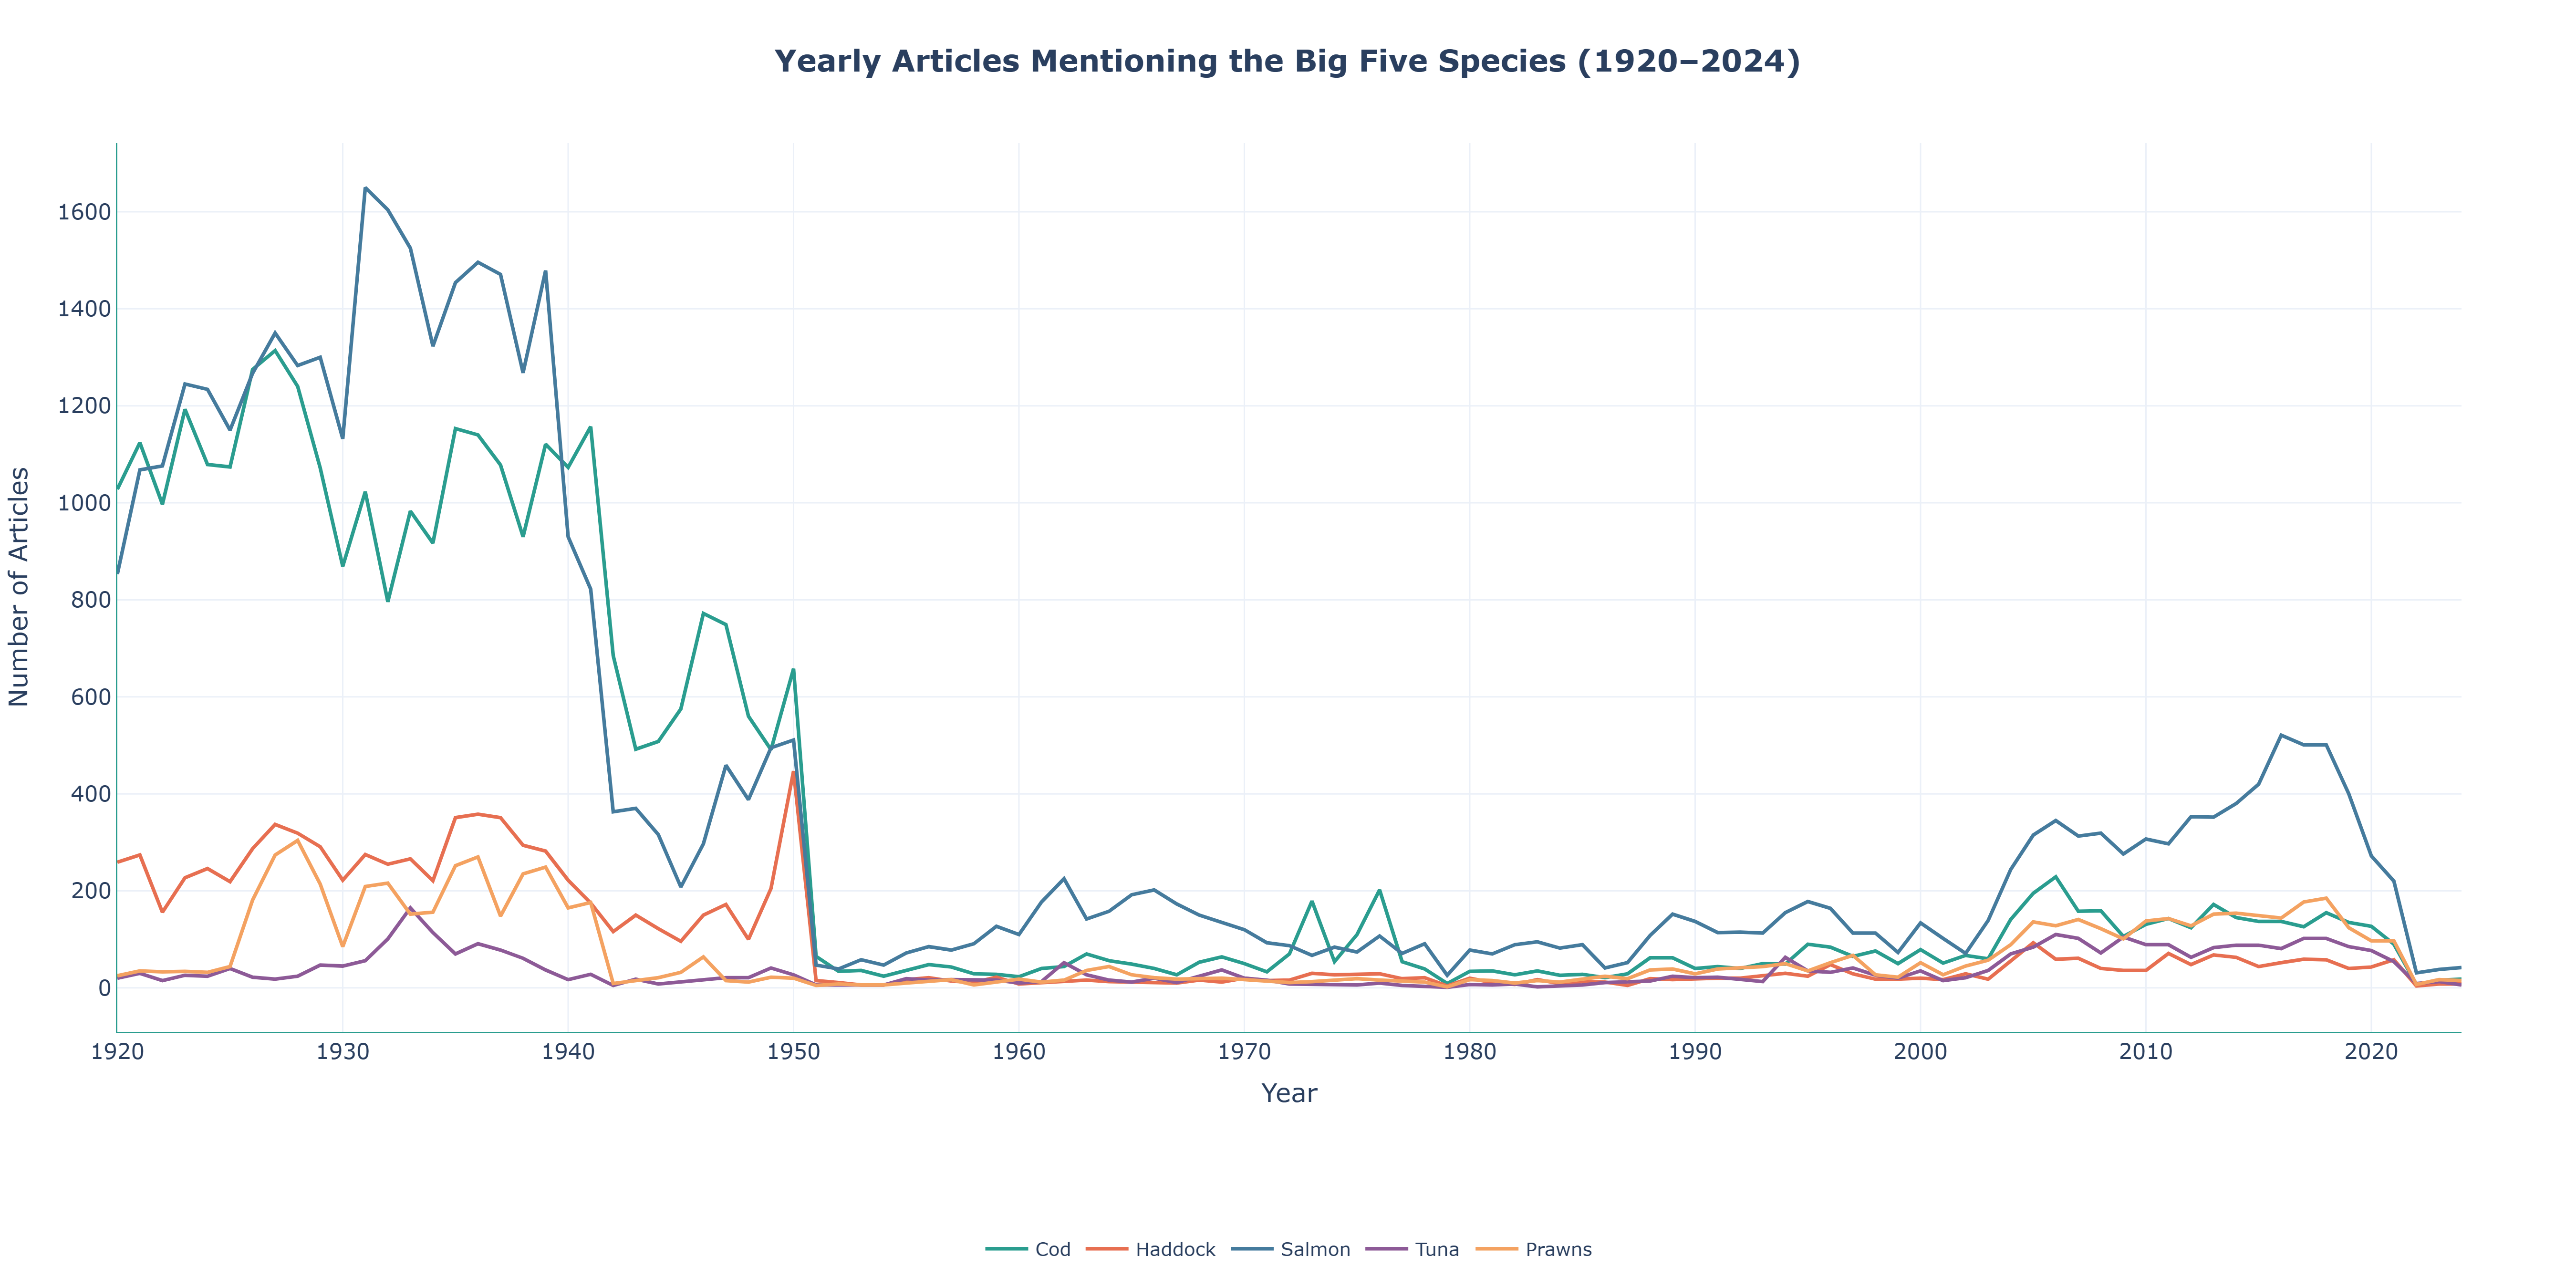 Yearly Articles Mentioning the Big Five Species (1920−2024)
Number of Articles
1600
1400
1200
1000
800
600
400
200
0
1920 1930 1940 1950 1960 1970 1980 1990 2000 2010 2020
Year
Cod Haddock Salmon Tuna Prawns